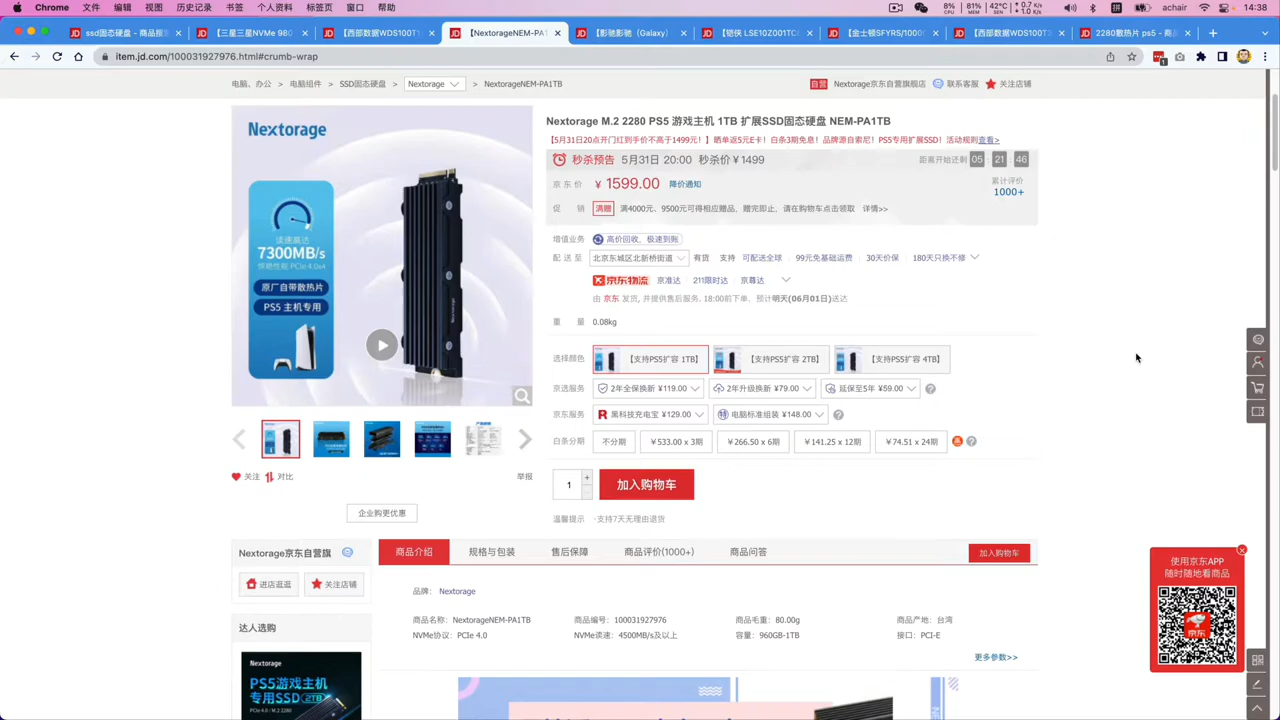 Chrome 文件 编辑 视图 历史记录 书签 个人资料 标签页 窗口 帮助
8% 8% 42°C 14:38
ssd固态硬盘 - 商品搜 【三星三星NVMe 980 【西部数据WDS100T1 【NextorageNEM-PA1 【影驰影驰（Galaxy） 【铠侠 LSE10Z001TC 【金士顿SFYRS/1000 【西部数据WDS100T3 2280散热片 ps5 - 商品
item.jd.com/100031927976.html#crumb-wrap
电脑、办公 > 电脑组件 > SSD固态硬盘 > Nextorage > NextorageNEM-PA1TB
自营 Nextorage京东自营旗舰店 联系客服 关注店铺
Nextorage
读速高达
7300MB/s
PCIe 4.0x4
原厂自带散热片
PS5 主机专用
Nextorage M.2 2280 PS5 游戏主机 1TB 扩展SSD固态硬盘 NEM-PA1TB
【5月31日20点开门红到手价不高于1499元！】晒单返5元E卡！白条3期免息！品牌源自索尼！PS5专用扩展SSD！活动规则查看>
秒杀预告 5月31日 20:00 秒杀价￥1499 距离开始还剩 05 : 21 : 46
京 东 价 ￥ 1599.00 降价通知
累计评价
1000+
促 销 满赠 满4000元、9500元可得相应赠品，赠完即止，请在购物车点击领取 详情>>
增值业务 高价回收，极速到账
配 送 至 北京东城区北新桥街道 有货 支持 可配送全球 99元免基础运费 30天价保 180天只换不修
京东物流 京准达 211限时达 京尊达
由 京东 发货, 并提供售后服务. 18:00前下单, 预计明天(06月01日)送达
重 量 0.08kg
选择颜色 【支持PS5扩容 1TB】 【支持PS5扩容 2TB】 【支持PS5扩容 4TB】
京选服务 2年全保换新 ¥119.00 2年升级换新 ¥79.00 延保至5年 ¥59.00
京东服务 黑科技充电宝 ¥129.00 电脑标准组装 ¥148.00
白条分期 不分期 ￥533.00 x 3期 ￥266.50 x 6期 ￥141.25 x 12期 ￥74.51 x 24期
1 + - 加入购物车
关注 对比 举报
温馨提示 ·支持7天无理由退货
企业购更优惠
Nextorage京东自营旗
进店逛逛 关注店铺
商品介绍 规格与包装 售后保障 商品评价(1000+) 商品问答 加入购物车
品牌： Nextorage
商品名称：NextorageNEM-PA1TB 商品编号：100031927976 商品毛重：80.00g 商品产地：台湾
NVMe协议：PCIe 4.0 NVMe读速：4500MB/s及以上 容量：960GB-1TB 接口：PCI-E
更多参数>>
达人选购
Nextorage
PS5游戏主机
专用SSD 2TB
PCIe 4.0 / M.2 2280
使用京东APP
随时随地看商品
京东